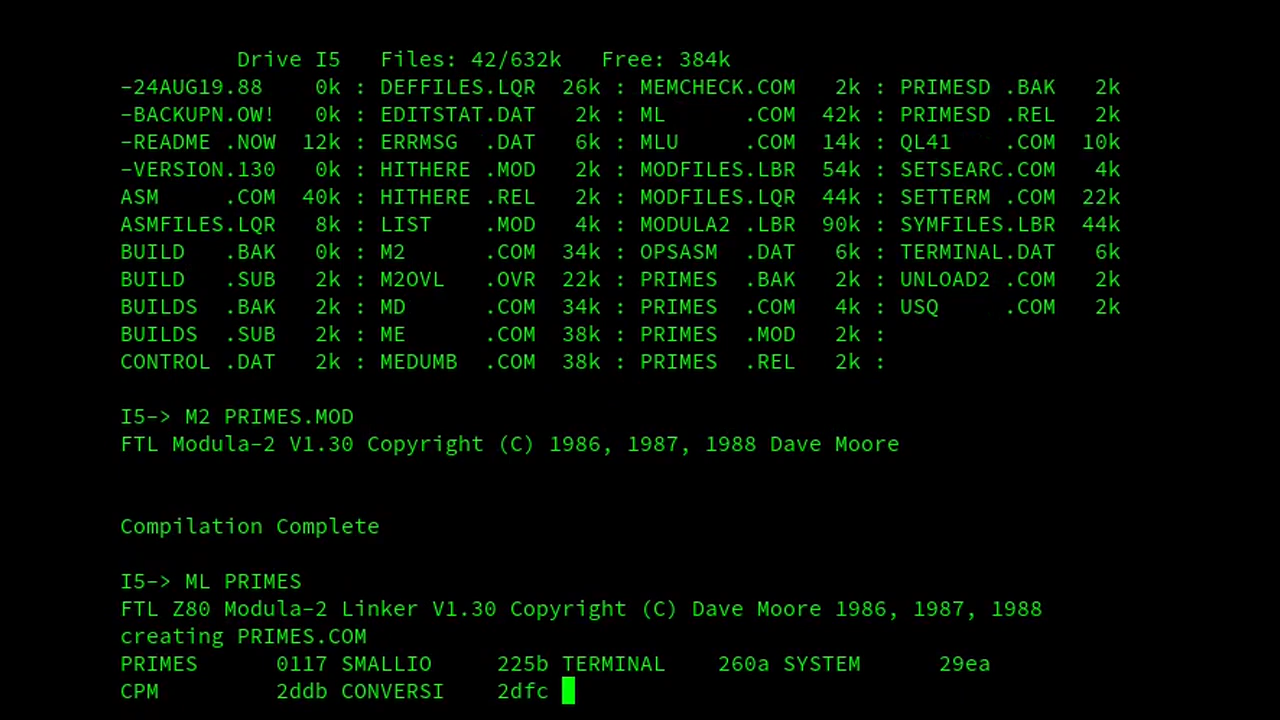 Drive I5   Files: 42/632k   Free: 384k
-24AUG19.88    0k : DEFFILES.LQR  26k : MEMCHECK.COM   2k : PRIMESD .BAK   2k
-BACKUPN.OW!   0k : EDITSTAT.DAT   2k : ML      .COM  42k : PRIMESD .REL   2k
-README .NOW  12k : ERRMSG  .DAT   6k : MLU     .COM  14k : QL41    .COM  10k
-VERSION.130   0k : HITHERE .MOD   2k : MODFILES.LBR  54k : SETSEARC.COM   4k
ASM     .COM  40k : HITHERE .REL   2k : MODFILES.LQR  44k : SETTERM .COM  22k
ASMFILES.LQR   8k : LIST    .MOD   4k : MODULA2 .LBR  90k : SYMFILES.LBR  44k
BUILD   .BAK   0k : M2      .COM  34k : OPSASM  .DAT   6k : TERMINAL.DAT   6k
BUILD   .SUB   2k : M2OVL   .OVR  22k : PRIMES  .BAK   2k : UNLOAD2 .COM   2k
BUILDS  .BAK   2k : MD      .COM  34k : PRIMES  .COM   4k : USQ     .COM   2k
BUILDS  .SUB   2k : ME      .COM  38k : PRIMES  .MOD   2k :
CONTROL .DAT   2k : MEDUMB  .COM  38k : PRIMES  .REL   2k :
I5-> M2 PRIMES.MOD
FTL Modula-2 V1.30 Copyright (C) 1986, 1987, 1988 Dave Moore
Compilation Complete
I5-> ML PRIMES
FTL Z80 Modula-2 Linker V1.30 Copyright (C) Dave Moore 1986, 1987, 1988
creating PRIMES.COM
PRIMES      0117 SMALLIO     225b TERMINAL    260a SYSTEM      29ea
CPM         2ddb CONVERSI    2dfc